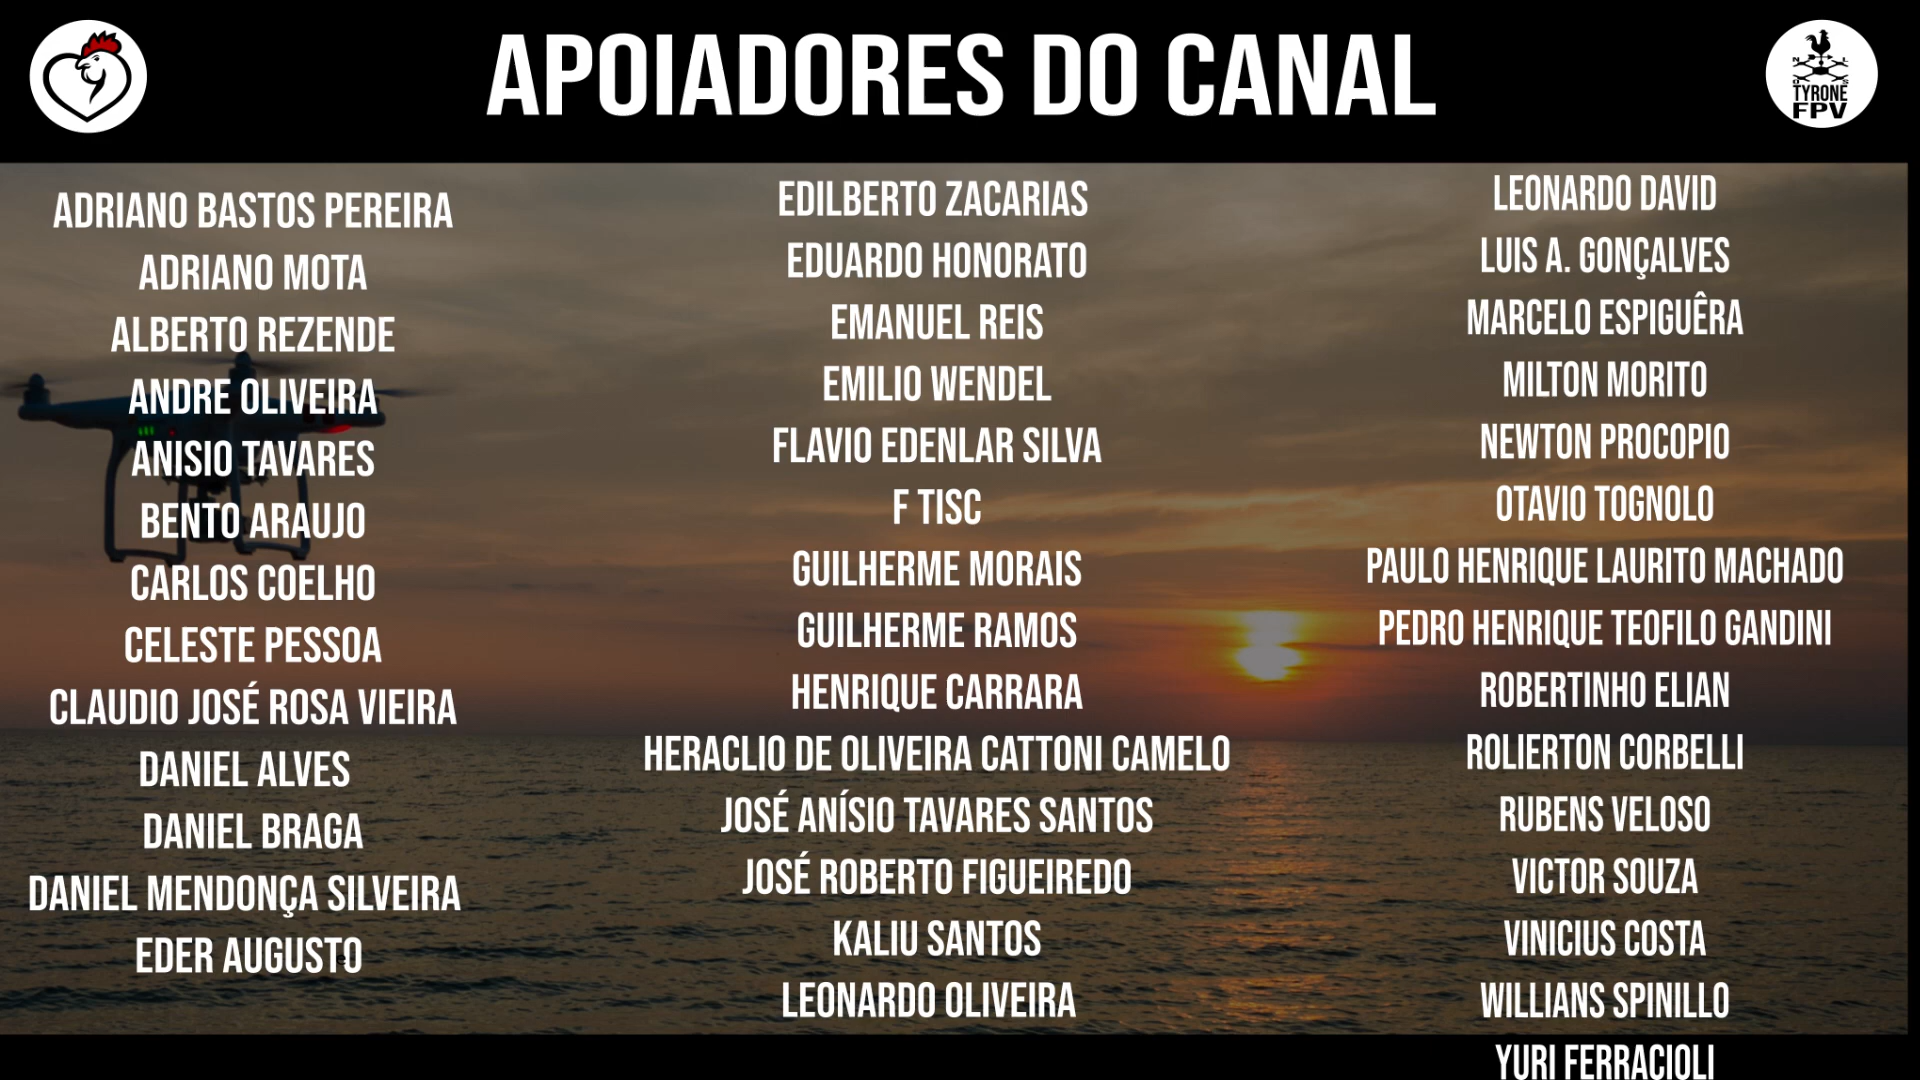 APOIADORES DO CANAL
N L
O S
TYRONE
FPV
ADRIANO BASTOS PEREIRA
ADRIANO MOTA
ALBERTO REZENDE
ANDRE OLIVEIRA
ANISIO TAVARES
BENTO ARAUJO
CARLOS COELHO
CELESTE PESSOA
CLAUDIO JOSÉ ROSA VIEIRA
DANIEL ALVES
DANIEL BRAGA
DANIEL MENDONÇA SILVEIRA
EDER AUGUSTO
EDILBERTO ZACARIAS
EDUARDO HONORATO
EMANUEL REIS
EMILIO WENDEL
FLAVIO EDENLAR SILVA
F TISC
GUILHERME MORAIS
GUILHERME RAMOS
HENRIQUE CARRARA
HERACLIO DE OLIVEIRA CATTONI CAMELO
JOSÉ ANÍSIO TAVARES SANTOS
JOSÉ ROBERTO FIGUEIREDO
KALIU SANTOS
LEONARDO OLIVEIRA
LEONARDO DAVID
LUIS A. GONÇALVES
MARCELO ESPIGUÊRA
MILTON MORITO
NEWTON PROCOPIO
OTAVIO TOGNOLO
PAULO HENRIQUE LAURITO MACHADO
PEDRO HENRIQUE TEOFILO GANDINI
ROBERTINHO ELIAN
ROLIERTON CORBELLI
RUBENS VELOSO
VICTOR SOUZA
VINICIUS COSTA
WILLIANS SPINILLO
YURI FERRACIOLI